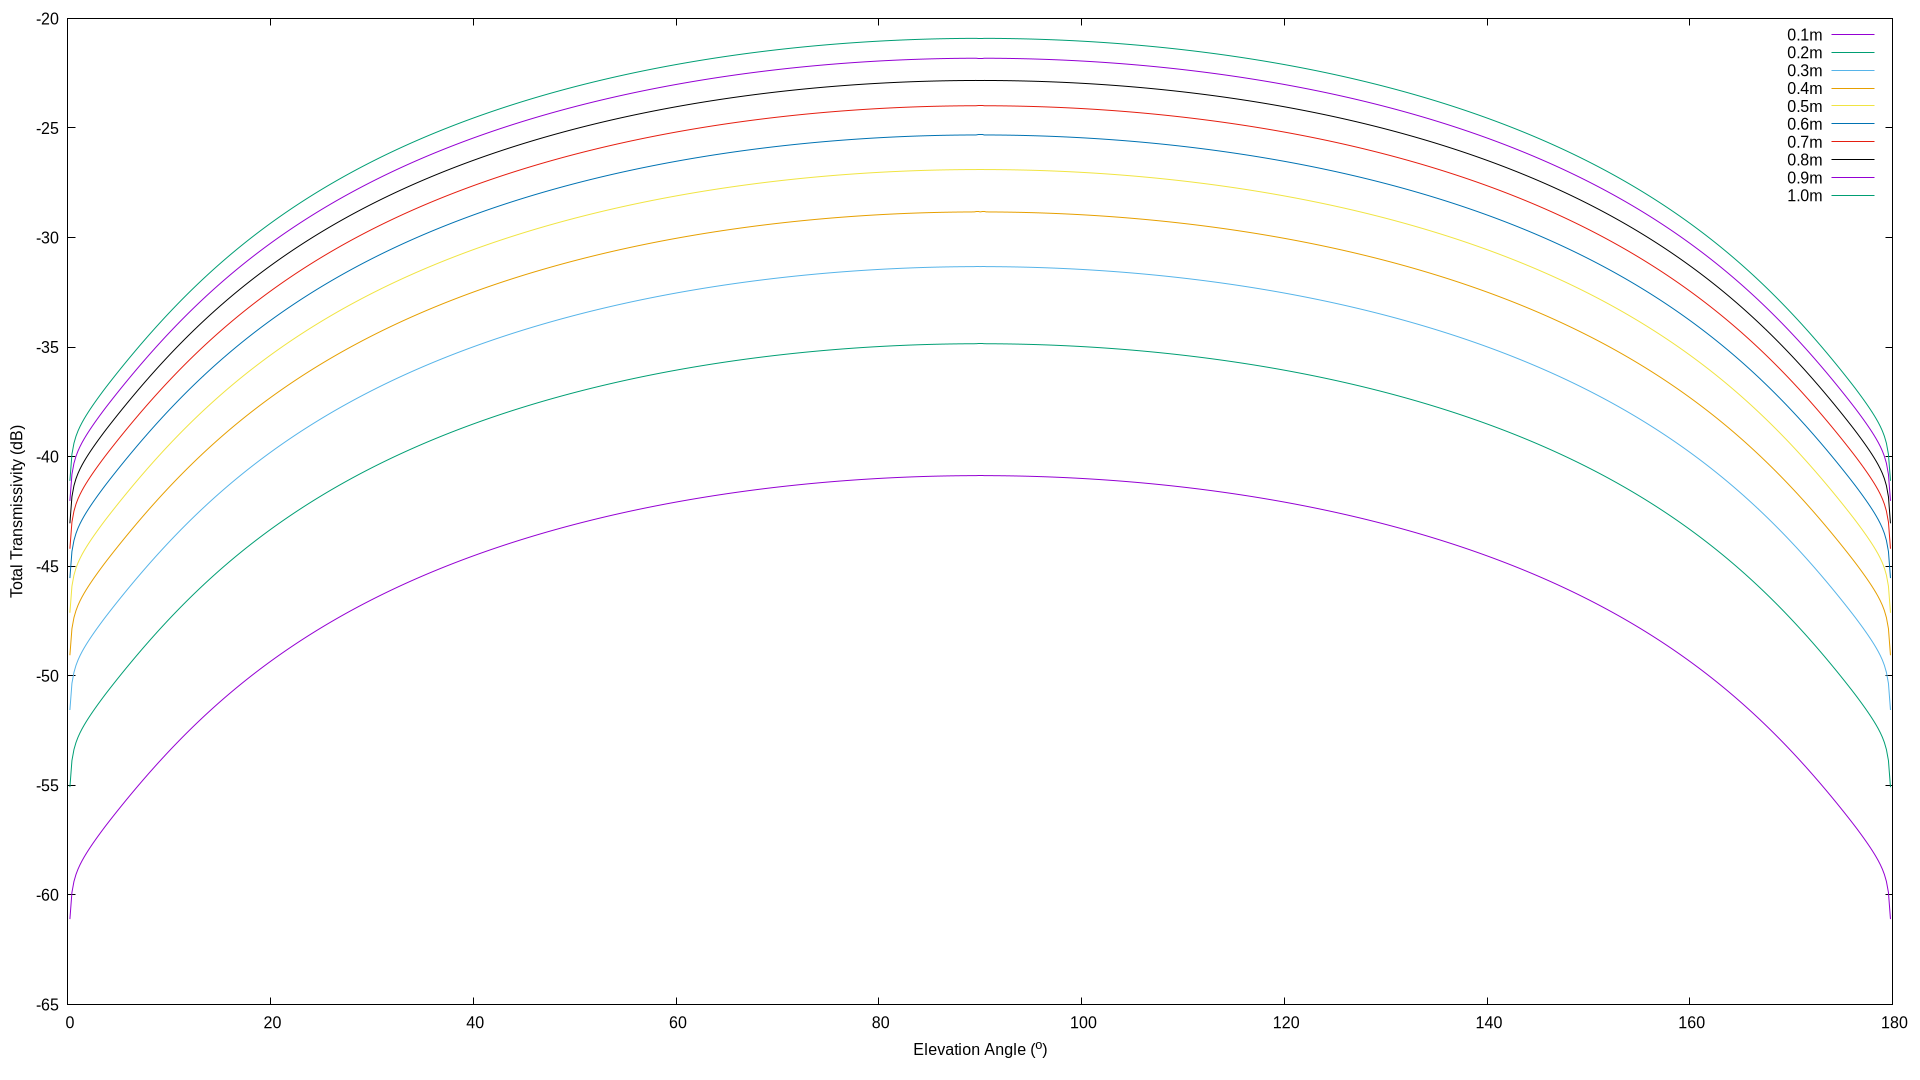 -20
-25
-30
-35
-40
-45
-50
-55
-60
-65
Total Transmissivity (dB)
0 20 40 60 80 100 120 140 160 180
Elevation Angle (º)
0.1m
0.2m
0.3m
0.4m
0.5m
0.6m
0.7m
0.8m
0.9m
1.0m